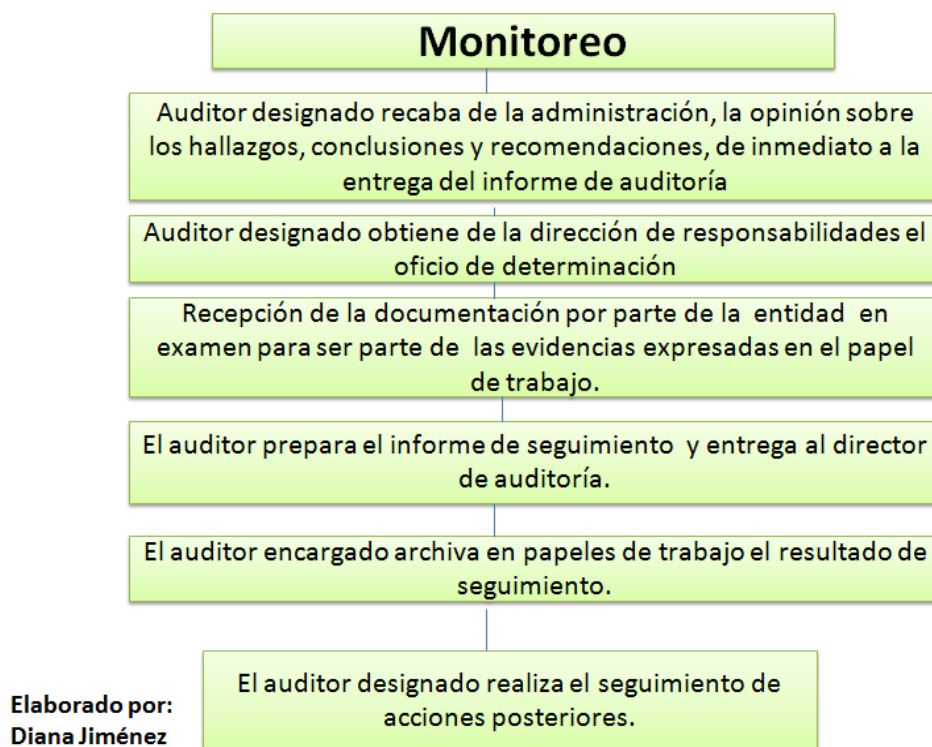 Monitoreo
Auditor designado recaba de la administración, la opinión sobre
los hallazgos, conclusiones y recomendaciones, de inmediato a la
entrega del informe de auditoría
Auditor designado obtiene de la dirección de responsabilidades el
oficio de determinación
Recepción de la documentación por parte de la entidad en
examen para ser parte de las evidencias expresadas en el papel
de trabajo.
El auditor prepara el informe de seguimiento y entrega al director
de auditoría.
El auditor encargado archiva en papeles de trabajo el resultado de
seguimiento.
El auditor designado realiza el seguimiento de
acciones posteriores.
Elaborado por:
Diana Jiménez